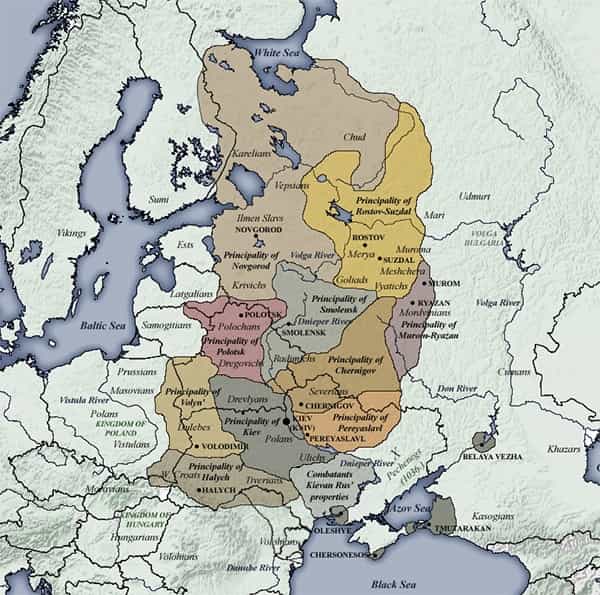 White Sea
Chud
Karelians
Vepstians
Principality of
Rostov-Suzdal
Udmurt
Sumi
Mari
Ilmen Slavs
NOVGOROD
VOLGA
BULGARIA
Vikings
Ests
ROSTOV
Merya
Muroma
Principality of
Novgorod
Volga River
SUZDAL
Meshchera
Goliads
Vyatichs
MUROM
Krivichs
Latgallians
RYAZAN
Volga River
Principality of
Smolensk
Mordvinians
POLOTSK
Baltic Sea
Samogitians
Polochans
Dnieper River
SMOLENSK
Principality of
Murom-Ryazan
Principality of
Polotsk
Radimichs
Principality of
Chernigov
Dregovichs
Prussians
Cumans
Masovians
Principality of
Volyn'
Don River
Vistula River
Drevlyans
Severians
CHERNIGOV
Polans
KINGDOM OF
POLAND
Dulebes
Principality of
Kiev
KIEV
(KYIV)
Principality of
Pereyaslavl
Vistulans
VOLODIMIR
Polans
PEREYASLAVL
BELAYA VEZHA
Khazars
Ulichs
Dnieper River
Pechenegs
(1036-)
W. Croats
Principality of
Halych
Combatants
Kievan Rus'
properties
Moravians
HALYCH
Tiverians
Azov Sea
KINGDOM OF
HUNGARY
Kasogians
OLESHYE
TMUTARAKAN
Hungarians
Volohians
Volohians
CHERSONESOS
Danube River
Black Sea